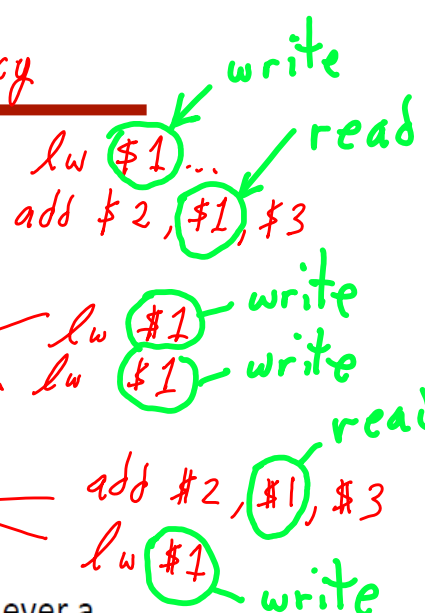 cy
write
read
lw $1...
add $2, $1, $3
write
lw $1
write
lw $1
read
add $2, $1, $3
lw $1
write
ever a